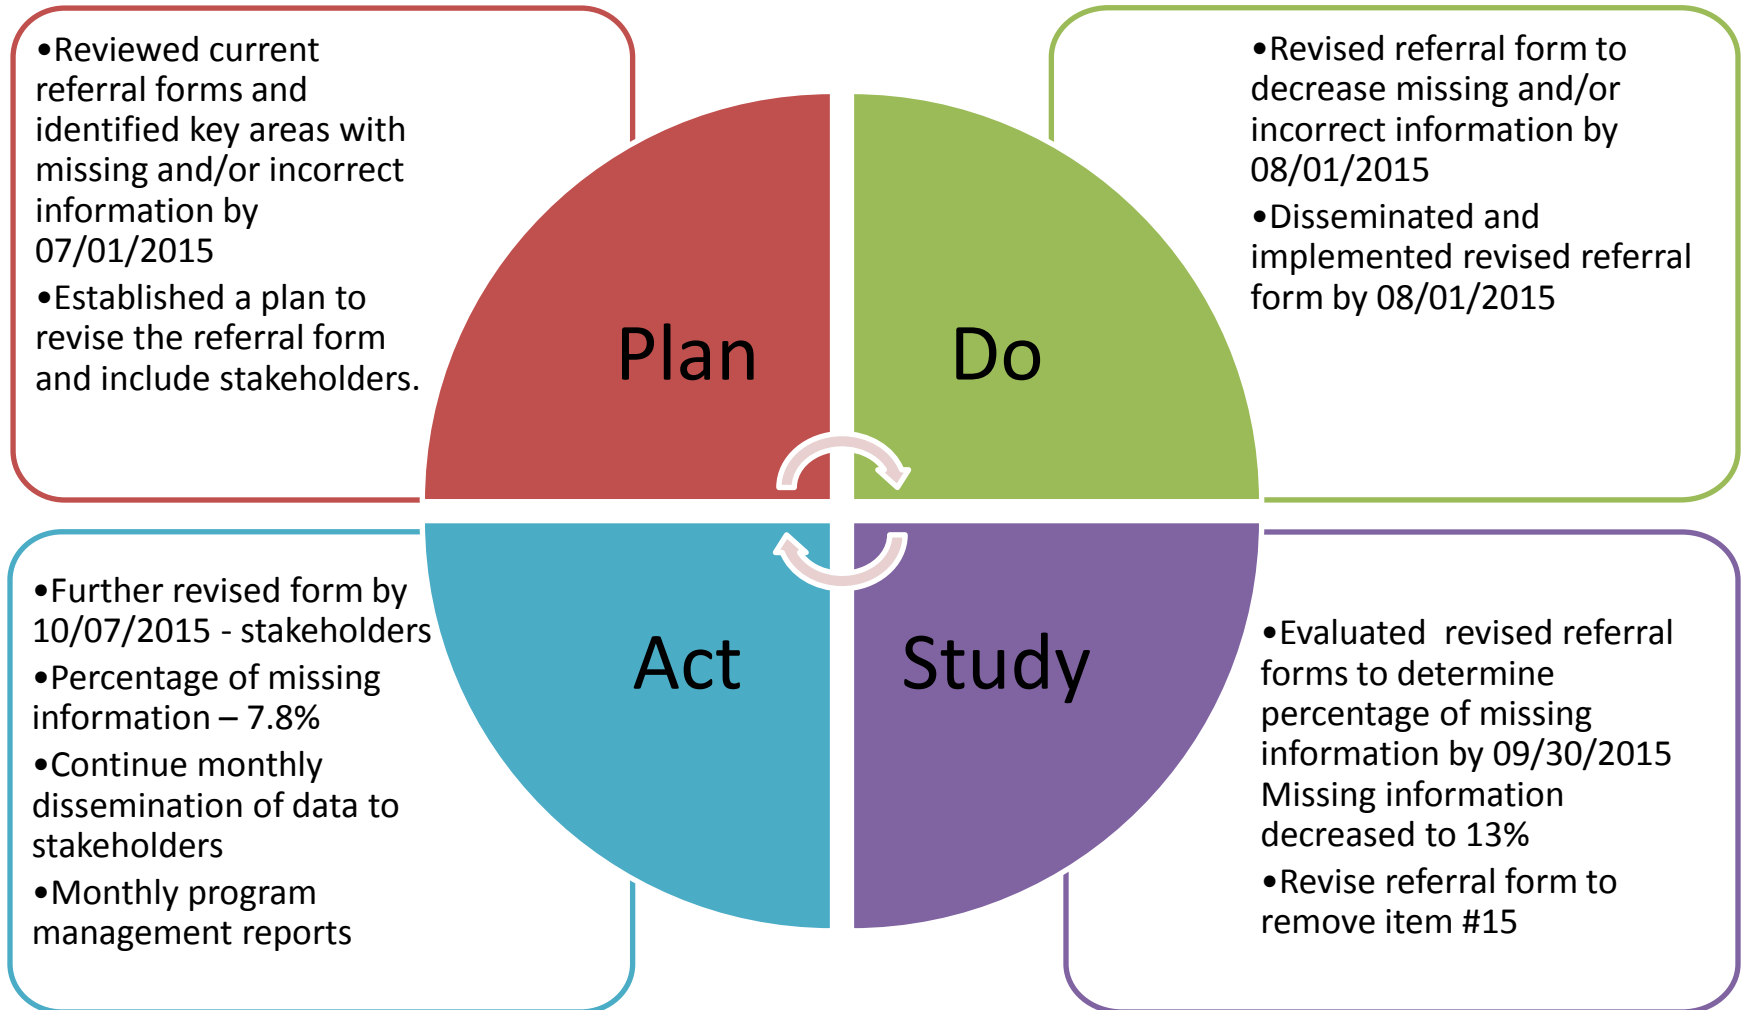 •Reviewed current
referral forms and
identified key areas with
missing and/or incorrect
information by
07/01/2015
•Established a plan to
revise the referral form
and include stakeholders.
Plan
Do
•Revised referral form to
decrease missing and/or
incorrect information by
08/01/2015
•Disseminated and
implemented revised referral
form by 08/01/2015
•Further revised form by
10/07/2015 - stakeholders
•Percentage of missing
information – 7.8%
•Continue monthly
dissemination of data to
stakeholders
•Monthly program
management reports
Act
Study
•Evaluated  revised referral
forms to determine
percentage of missing
information by 09/30/2015
Missing information
decreased to 13%
•Revise referral form to
remove item #15